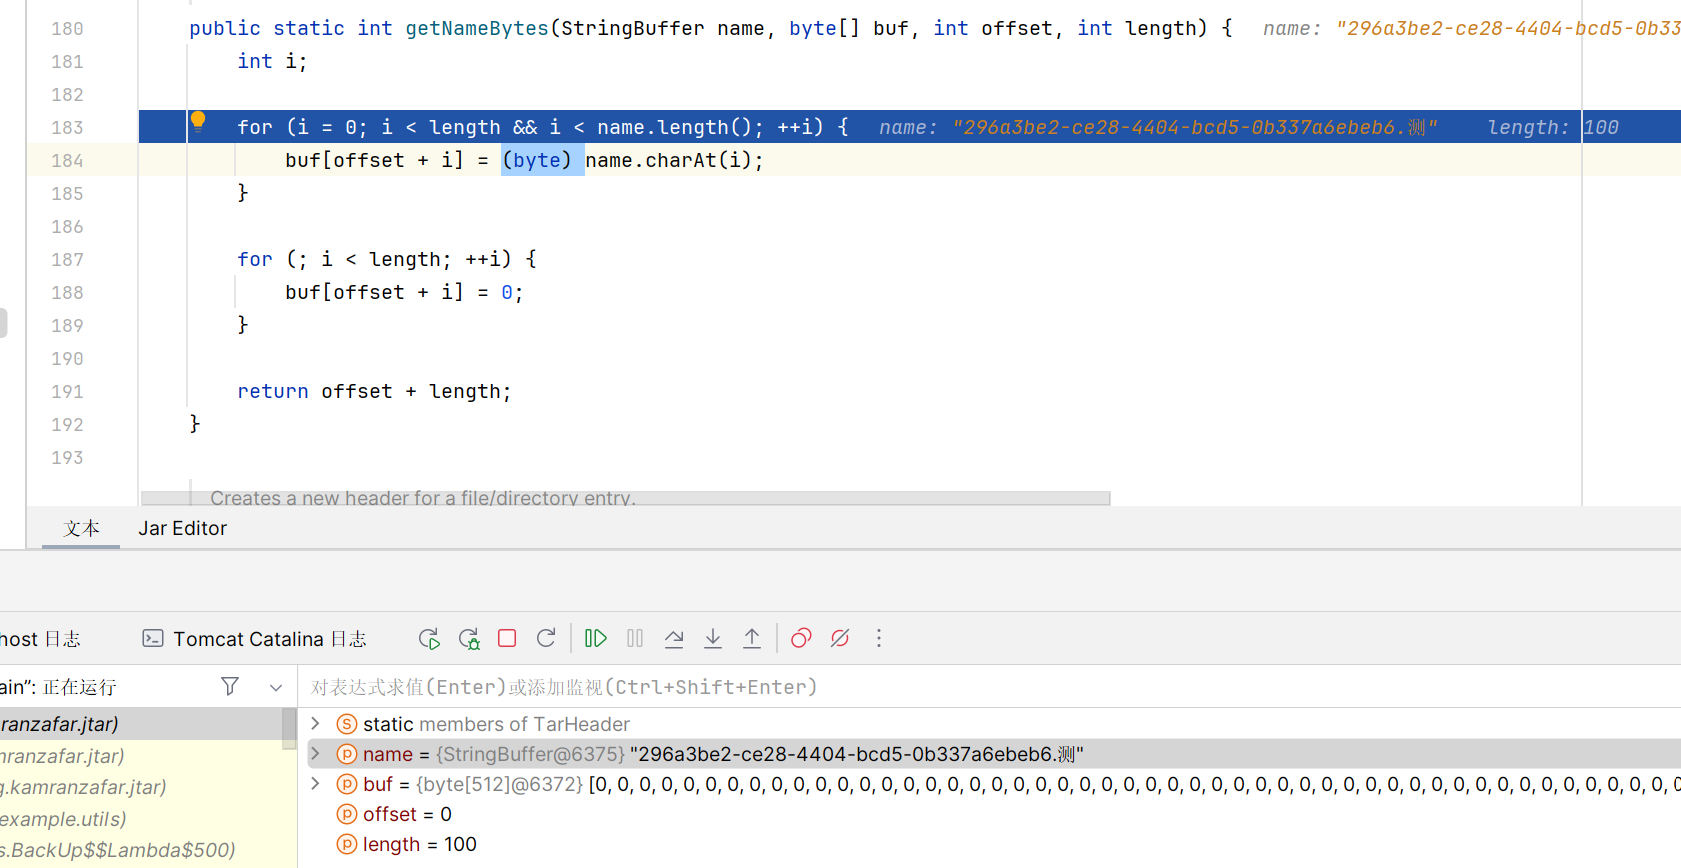 180 public static int getNameBytes(StringBuffer name, byte[] buf, int offset, int length) { name: "296a3be2-ce28-4404-bcd5-0b33
181 int i;
182
183 for (i = 0; i < length && i < name.length(); ++i) { name: "296a3be2-ce28-4404-bcd5-0b337a6ebeb6.测" length: 100
184 buf[offset + i] = (byte) name.charAt(i);
185 }
186
187 for (; i < length; ++i) {
188 buf[offset + i] = 0;
189 }
190
191 return offset + length;
192 }
193
Creates a new header for a file/directory entry.
文本 Jar Editor
host 日志 Tomcat Catalina 日志
ain”: 正在运行 对表达式求值(Enter)或添加监视(Ctrl+Shift+Enter)
ranzafar.jtar) static members of TarHeader
nranzafar.jtar) name = {StringBuffer@6375} "296a3be2-ce28-4404-bcd5-0b337a6ebeb6.测"
g.kamranzafar.jtar) buf = {byte[512]@6372} [0, 0, 0, 0, 0, 0, 0, 0, 0, 0, 0, 0, 0, 0, 0, 0, 0, 0, 0, 0, 0, 0, 0, 0, 0, 0, 0, 0, 0, 0, 0, 0, 0, 0, 0, 0, 0, 0, 0, 0, 0, 0, 0, 0, 0, 0, 0, 0, 0, 0
example.utils) offset = 0
s.BackUp$$Lambda$500) length = 100